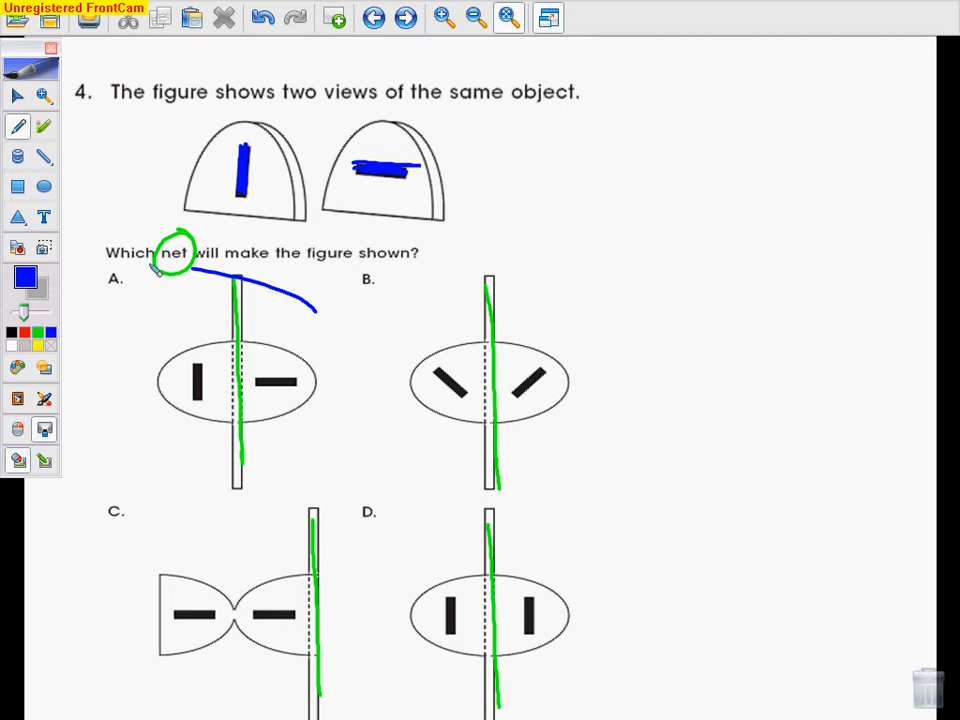 Unregistered FrontCam
4. The figure shows two views of the same object.
Which net will make the figure shown?
A.
B.
C.
D.
T